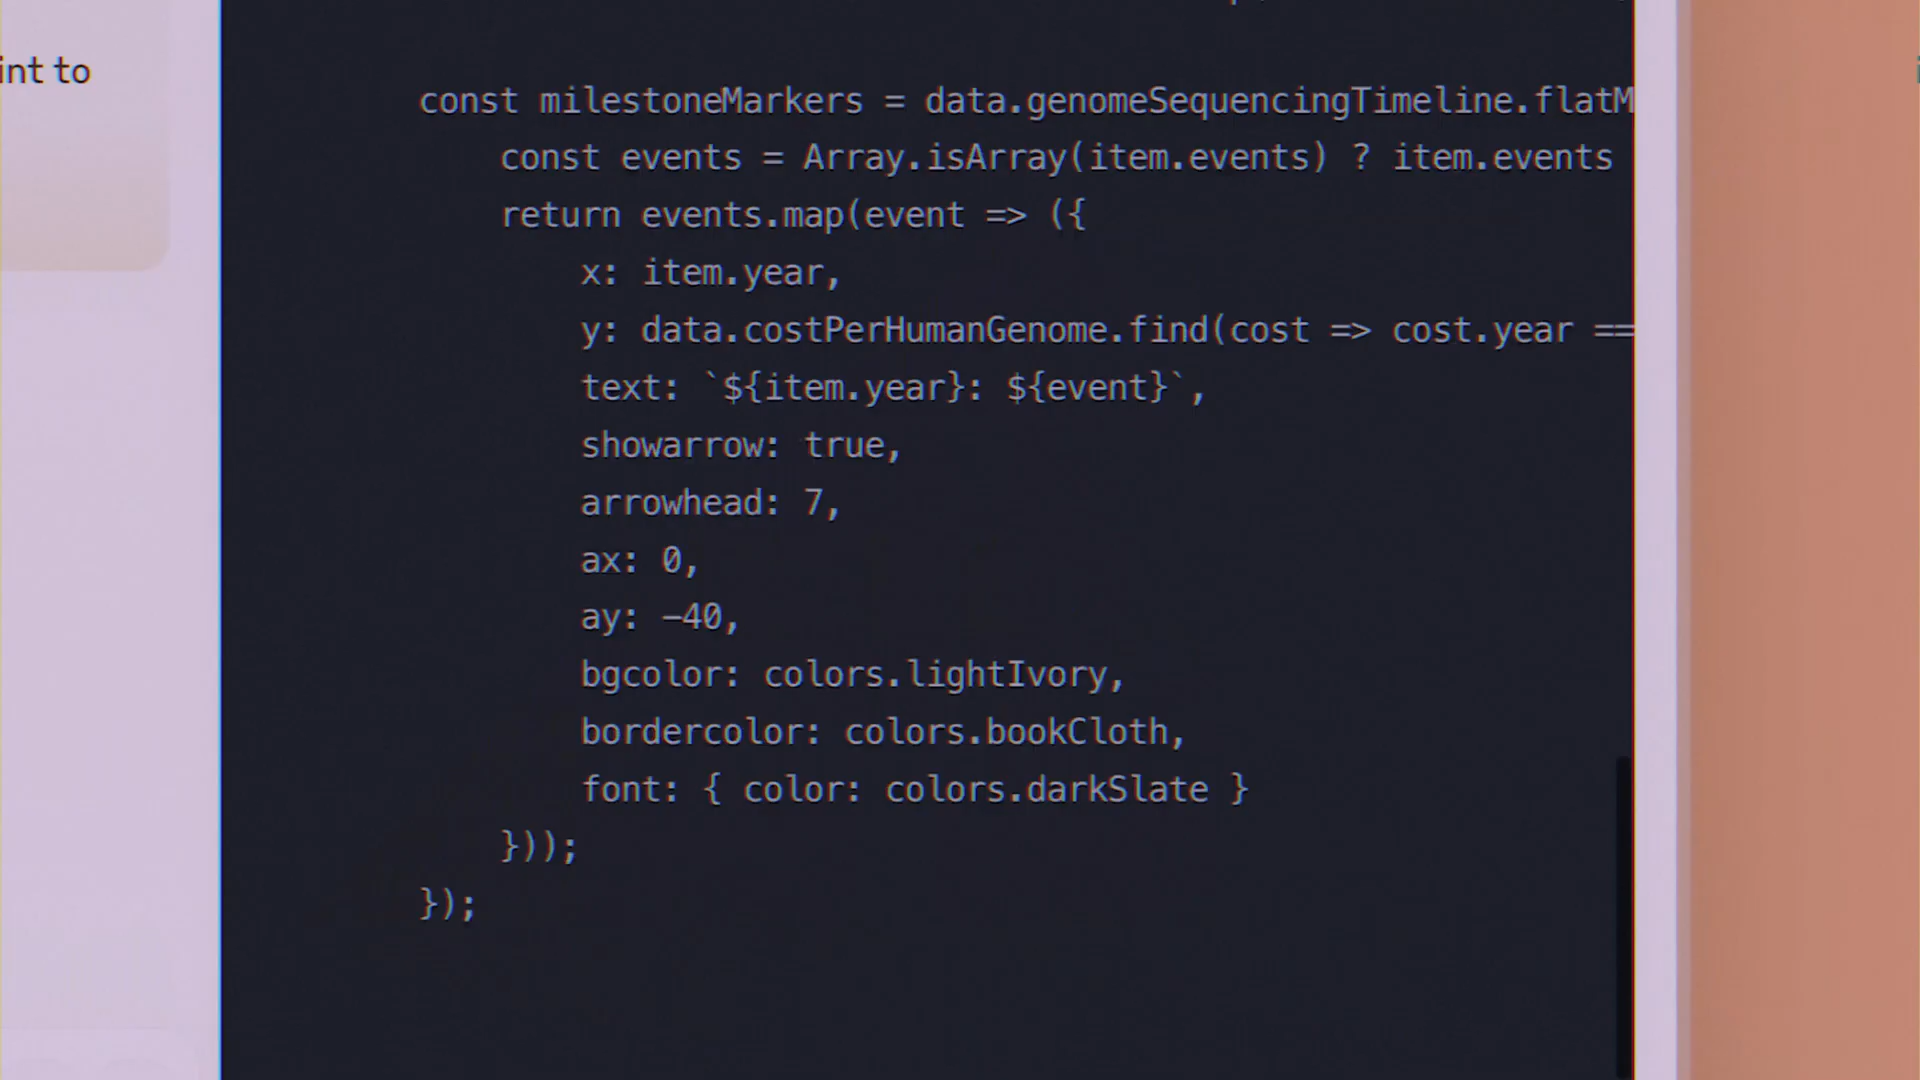 int to
const milestoneMarkers = data.genomeSequencingTimeline.flatM
const events = Array.isArray(item.events) ? item.events
return events.map(event => ({
x: item.year,
y: data.costPerHumanGenome.find(cost => cost.year ==
text: `${item.year}: ${event}`,
showarrow: true,
arrowhead: 7,
ax: 0,
ay: -40,
bgcolor: colors.lightIvory,
bordercolor: colors.bookCloth,
font: { color: colors.darkSlate }
}));
});